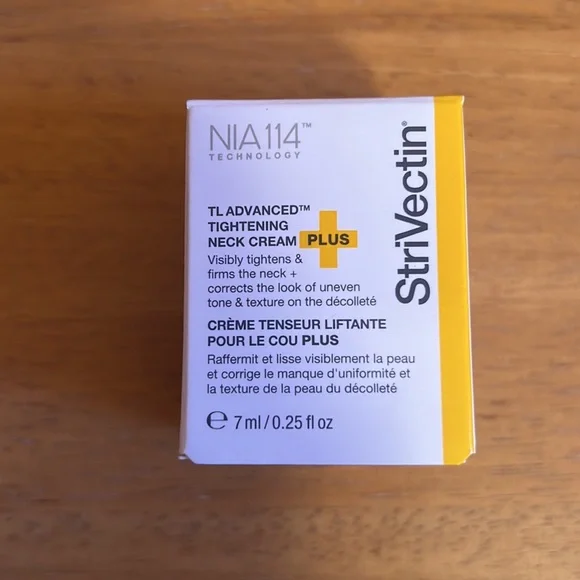 NIA114™
TECHNOLOGY
StriVectin®
TL ADVANCED™
TIGHTENING
NECK CREAM PLUS
Visibly tightens &
firms the neck +
corrects the look of uneven
tone & texture on the décolleté
CRÈME TENSEUR LIFTANTE
POUR LE COU PLUS
Raffermit et lisse visiblement la peau
et corrige le manque d'uniformité et
la texture de la peau du décolleté
℮ 7 ml / 0.25 fl oz